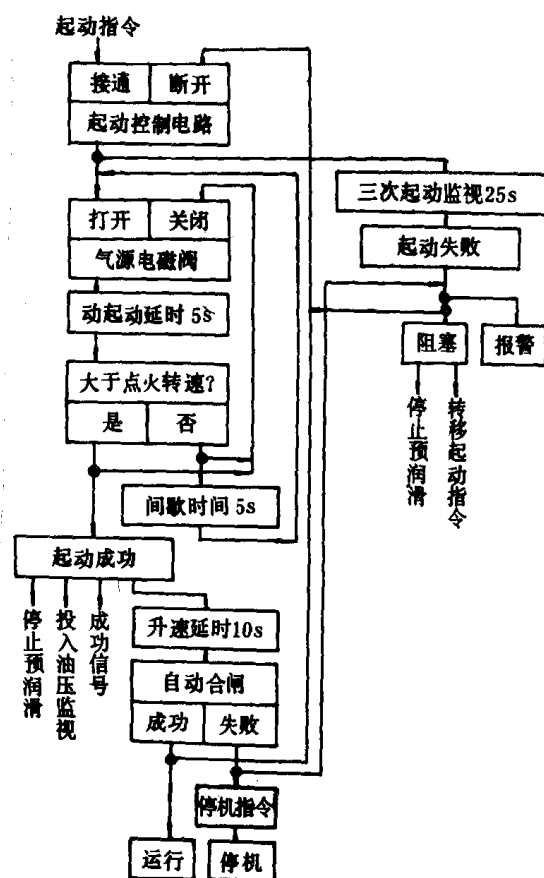 起动指令
接通 断开
起动控制电路
三次起动监视25s
打开 关闭
起动失败
气源电磁阀
动起动延时5s
阻塞 报警
大于点火转速？
是 否
停止预润滑
转移起动指令
间歇时间5s
起动成功
停止预润滑
投入油压监视
成功信号
升速延时10s
自动合闸
成功 失败
停机指令
运行 停机